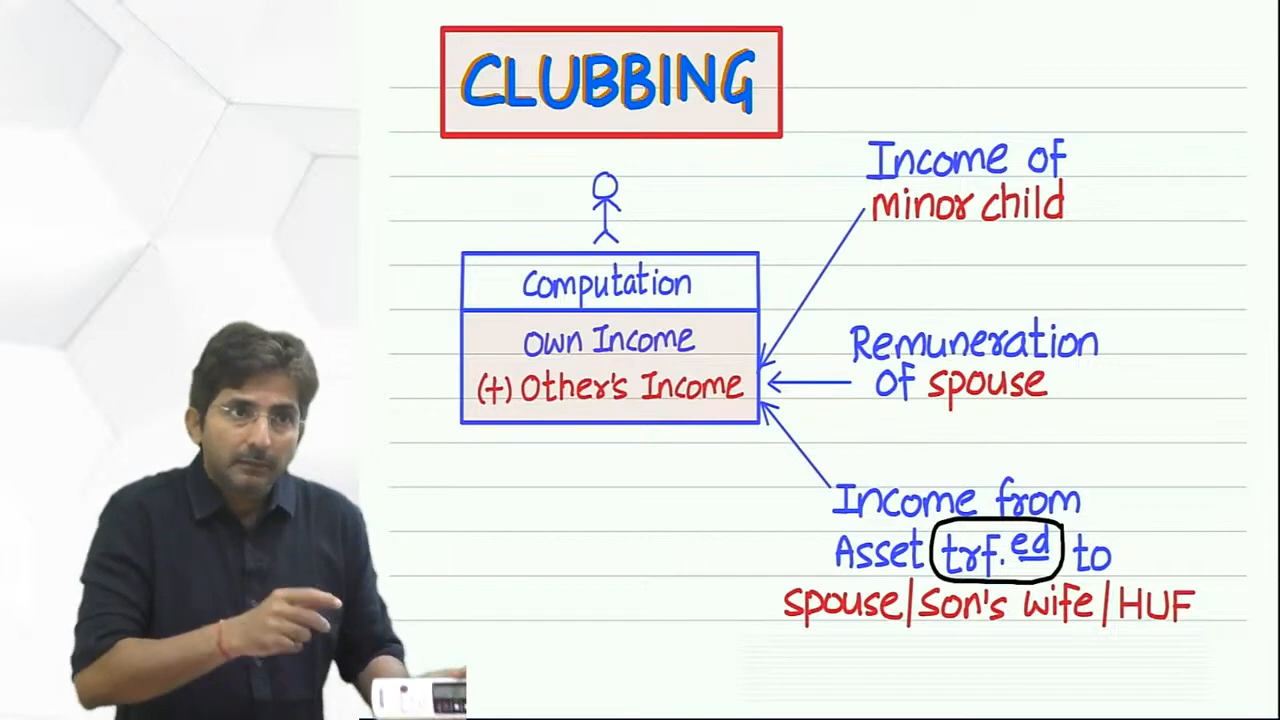 CLUBBING
Computation
Own Income
(+) Other's Income
Income of
minor child
Remuneration
of spouse
Income from
Asset trf.ed to
spouse/son's wife/HUF